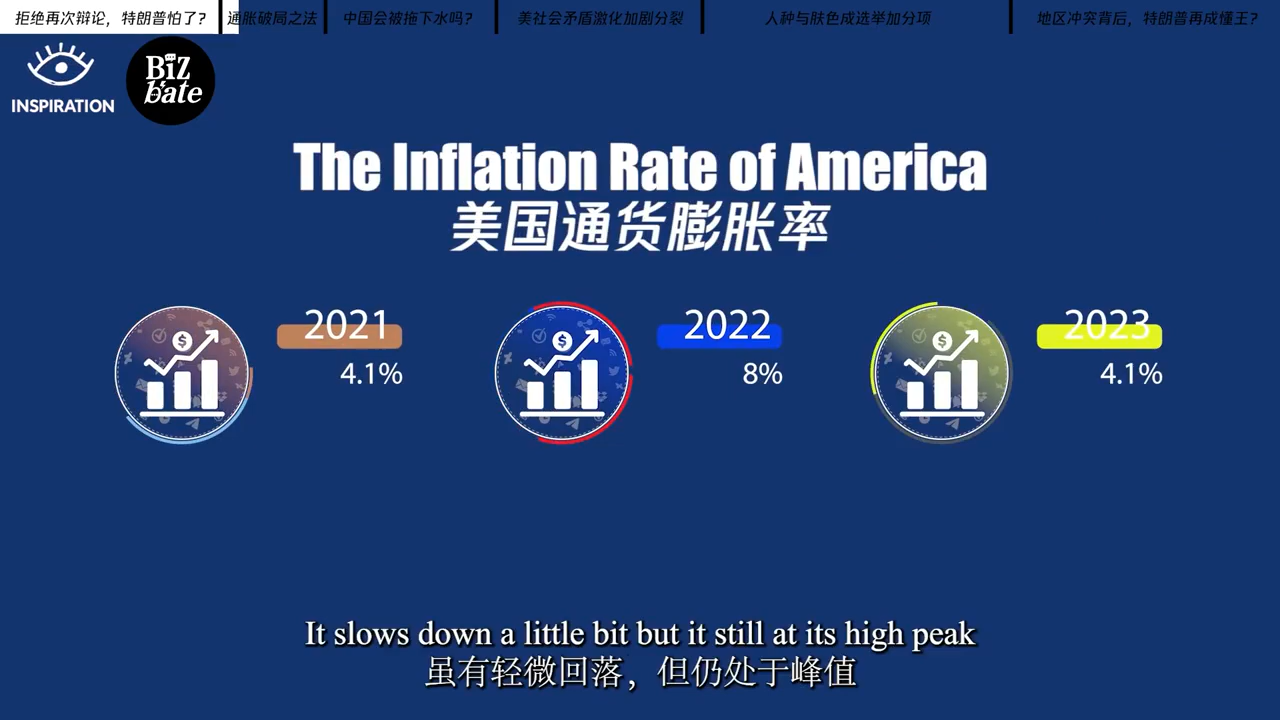 拒绝再次辩论，特朗普怕了？
通胀破局之法
中国会被拖下水吗？
美社会矛盾激化加剧分裂
人种与肤色成选举加分项
地区冲突背后，特朗普再成懂王？
INSPIRATION
BiZ
bate
The Inflation Rate of America
美国通货膨胀率
2021
4.1%
2022
8%
2023
4.1%
It slows down a little bit but it still at its high peak
虽有轻微回落，但仍处于峰值